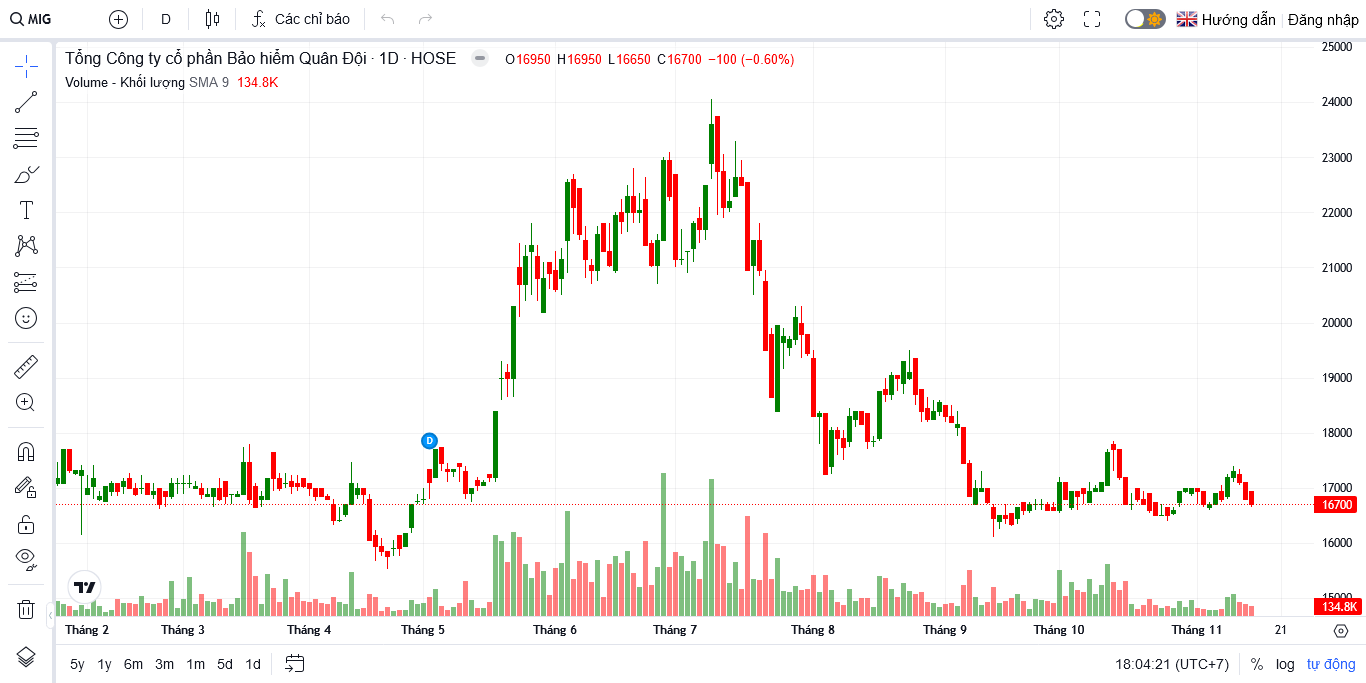 MIG D Các chỉ báo Hướng dẫn Đăng nhập
Tổng Công ty cổ phần Bảo hiểm Quân Đội · 1D · HOSE O16950 H16950 L16650 C16700 −100 (−0.60%)
Volume - Khối lượng SMA 9 134.8K
D
25000
24000
23000
22000
21000
20000
19000
18000
17000
16700
16000
15000
134.8K
Tháng 2 Tháng 3 Tháng 4 Tháng 5 Tháng 6 Tháng 7 Tháng 8 Tháng 9 Tháng 10 Tháng 11 21
5y 1y 6m 3m 1m 5d 1d 18:04:21 (UTC+7) % log tự động